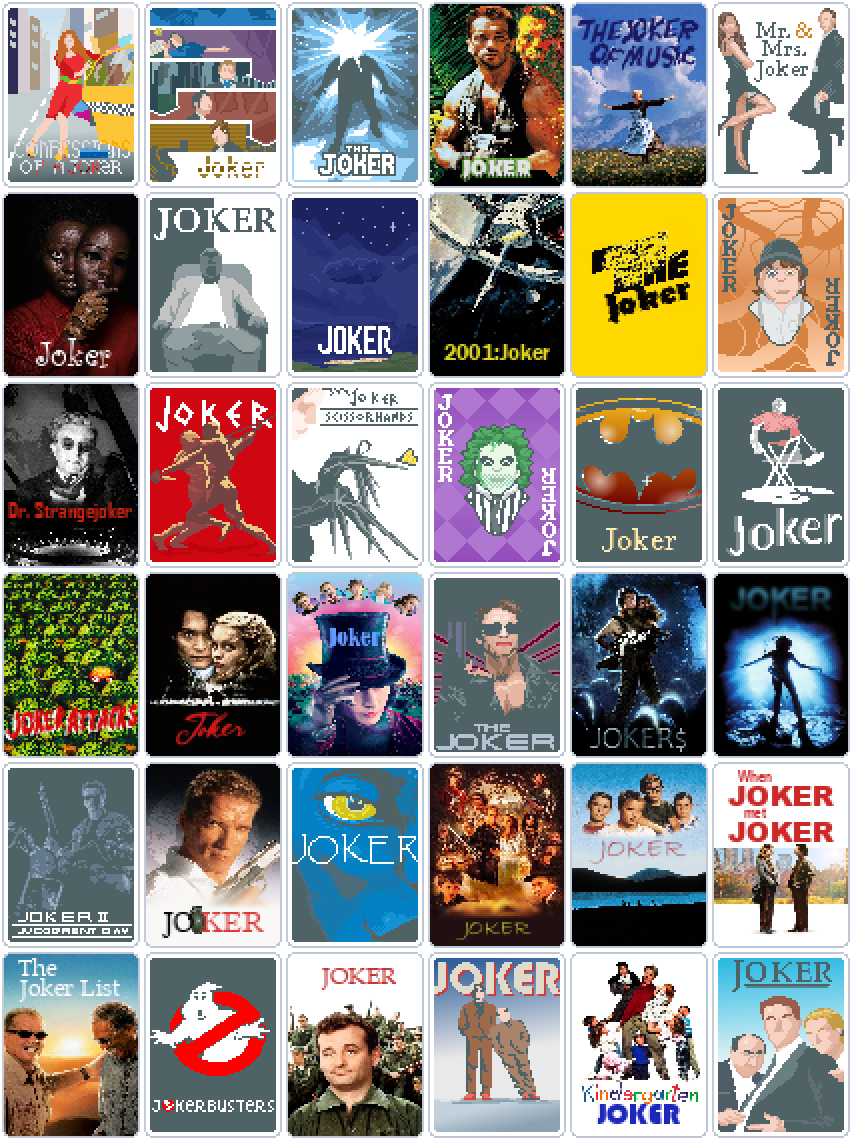 CONFESSIONS
OF A JOKER
Joker
THE
JOKER
JOKER
THE JOKER
OF MUSIC
Mr. &
Mrs.
Joker
Joker
JOKER
JOKER
2001:Joker
THE
Joker
JOKER
JOKER
Dr. Strangejoker
JOKER
JOKER
SCISSORHANDS
JOKER
JOKER
Joker
Joker
JOKER ATTACKS
Joker
Joker
THE
JOKER
JOKER$
JOKER
JOKER II
JUDGMENT DAY
JOKER
JOKER
JOKER
JOKER
When
JOKER
met
JOKER
The
Joker List
JOKERBUSTERS
JOKER
JOKER
Kindergarten
JOKER
JOKER